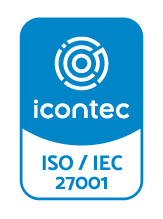 icontec
ISO / IEC
27001